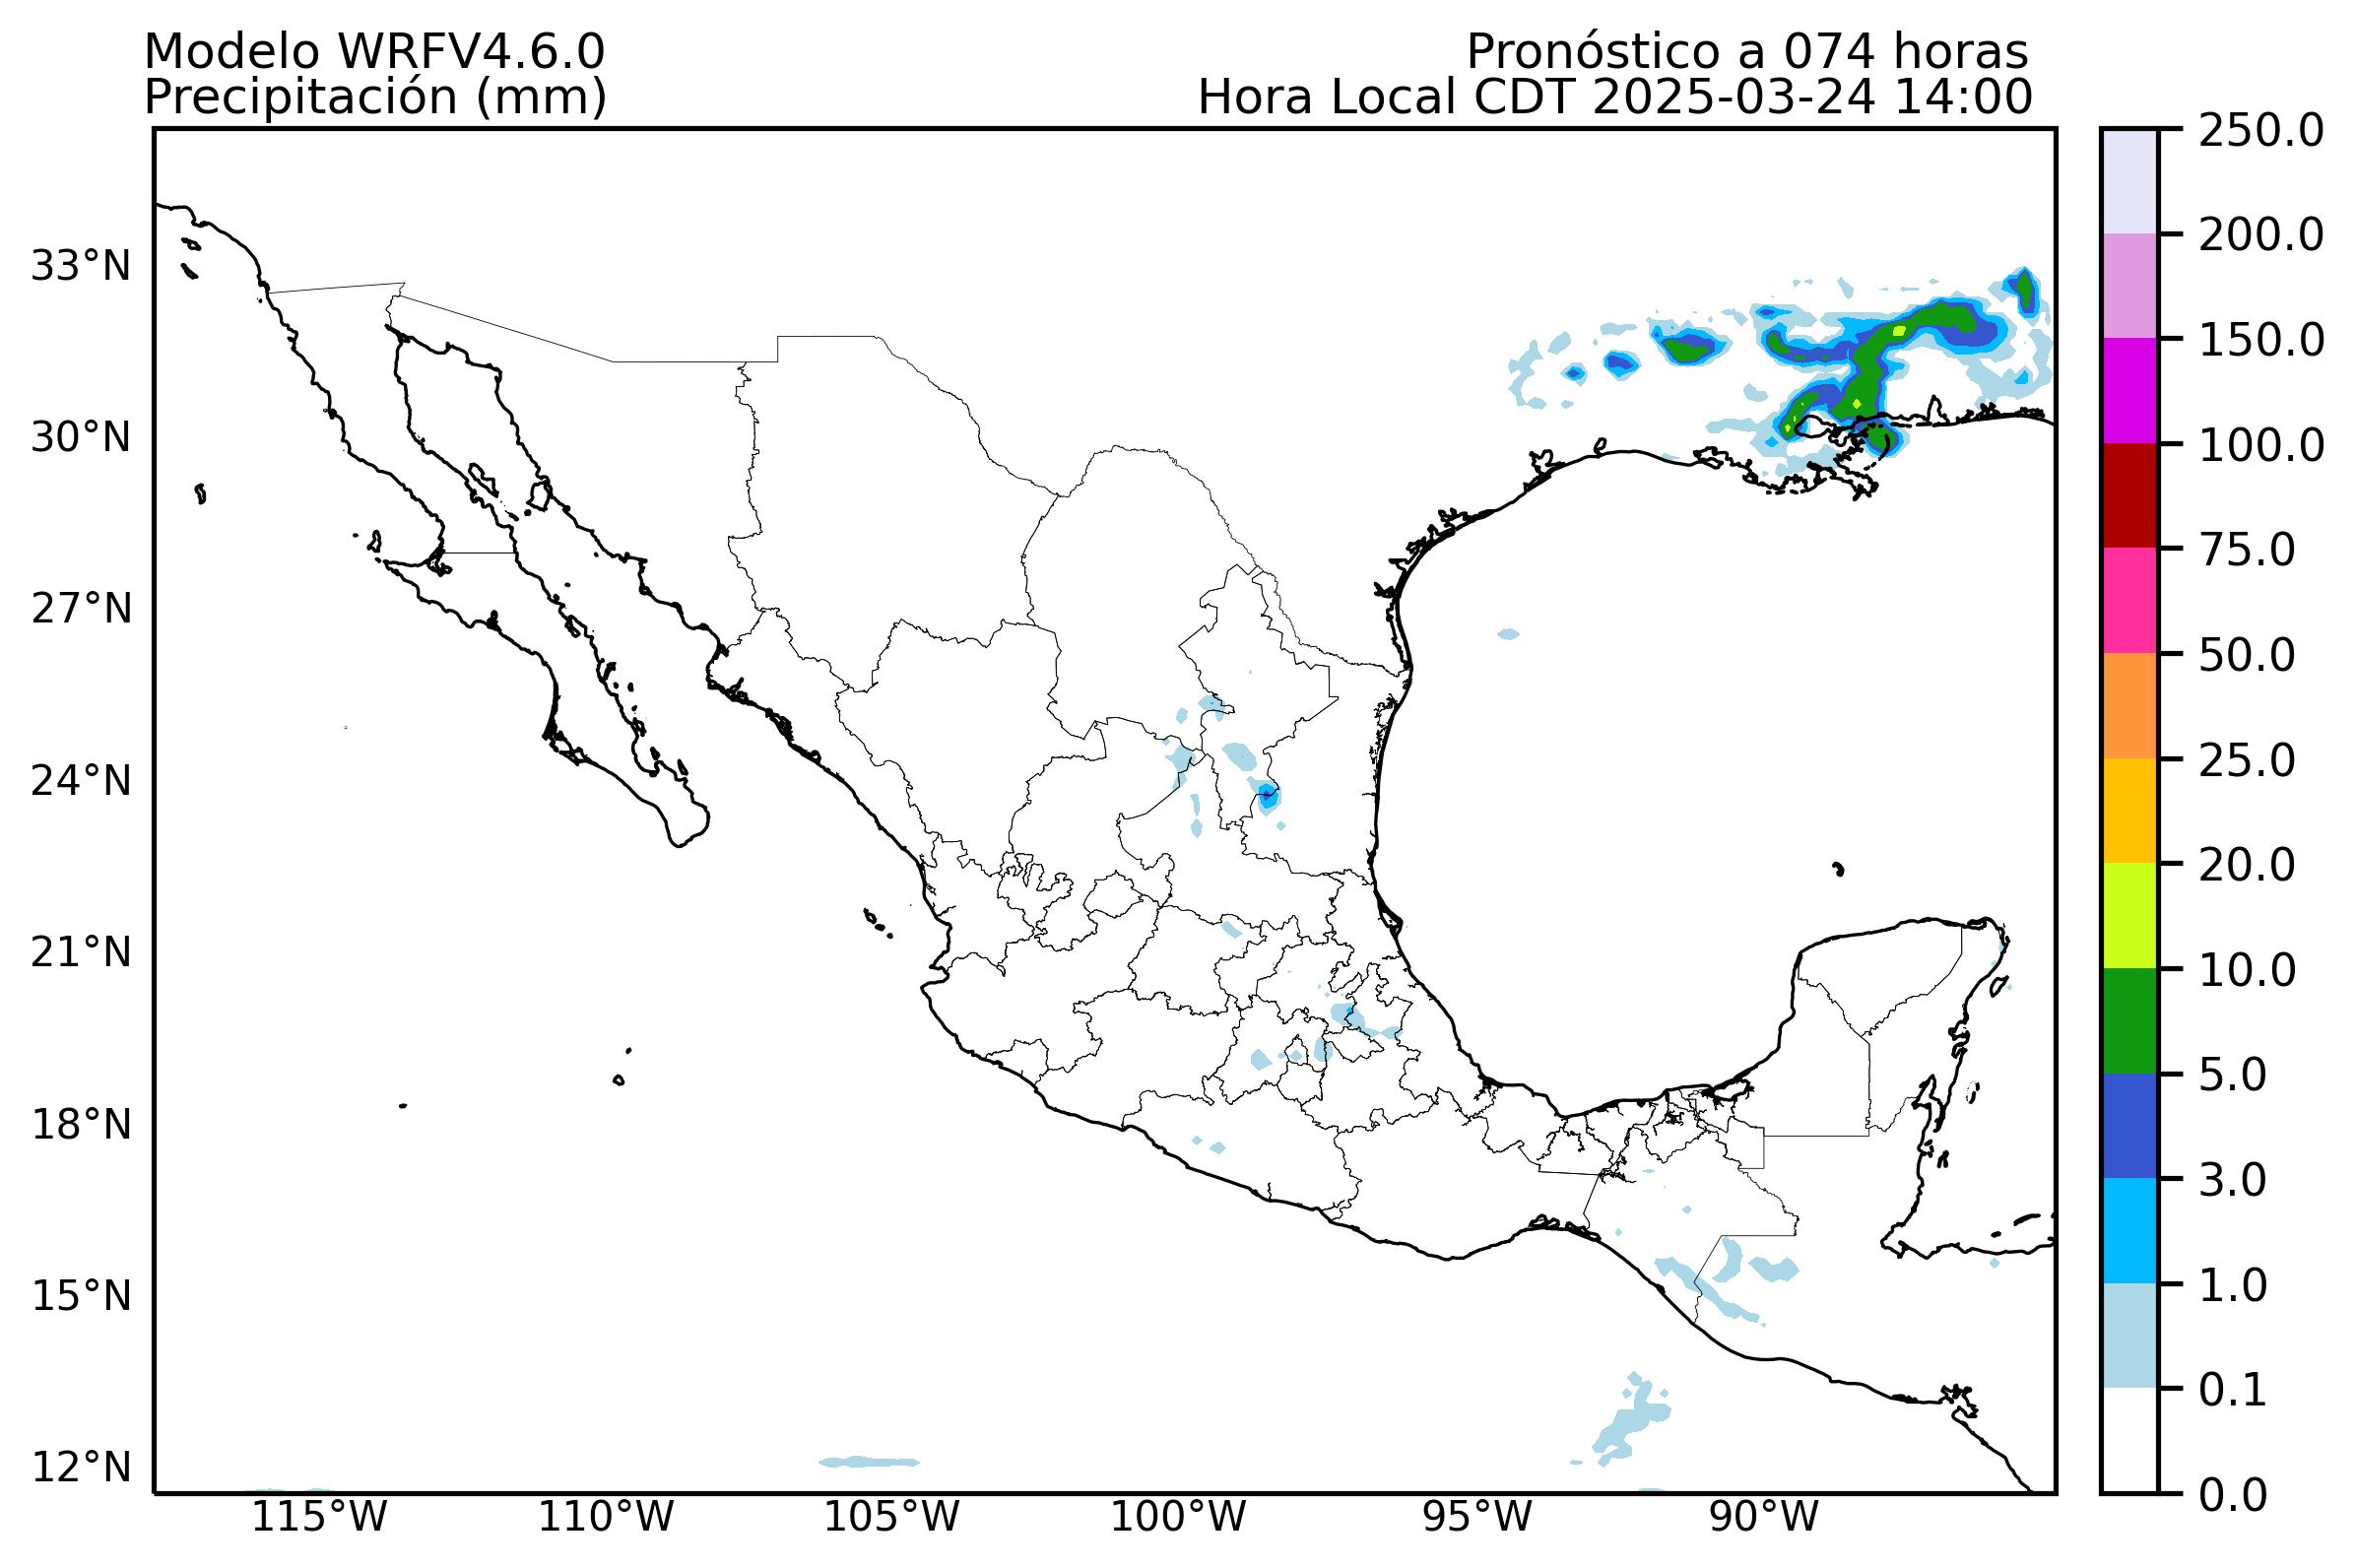 Modelo WRFV4.6.0
Pronóstico a 074 horas
Precipitación (mm)
Hora Local CDT 2025-03-24 14:00
33°N
30°N
27°N
24°N
21°N
18°N
15°N
12°N
115°W
110°W
105°W
100°W
95°W
90°W
250.0
200.0
150.0
100.0
75.0
50.0
25.0
20.0
10.0
5.0
3.0
1.0
0.1
0.0